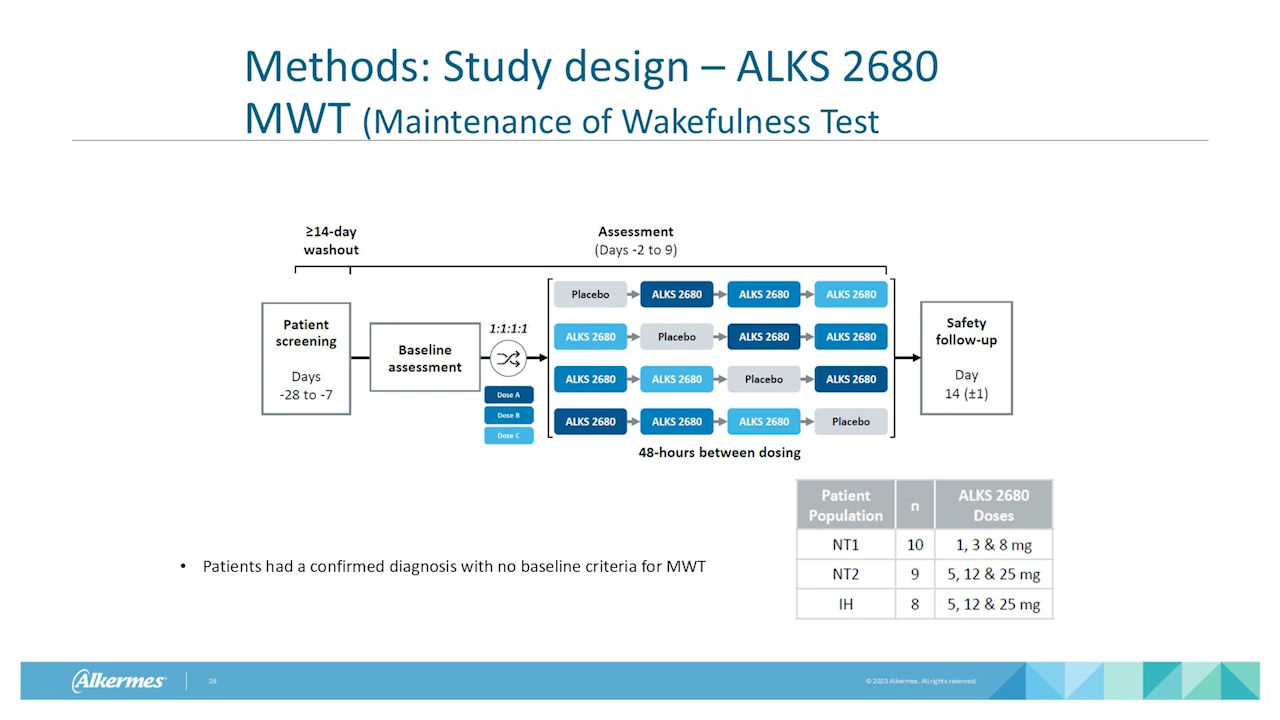 Methods: Study design – ALKS 2680
MWT (Maintenance of Wakefulness Test
≥14-day
washout
Assessment
(Days -2 to 9)
Patient
screening
Days
-28 to -7
Baseline
assessment
1:1:1:1
Dose A
Dose B
Dose C
Placebo ALKS 2680 ALKS 2680 ALKS 2680
ALKS 2680 Placebo ALKS 2680 ALKS 2680
ALKS 2680 ALKS 2680 Placebo ALKS 2680
ALKS 2680 ALKS 2680 ALKS 2680 Placebo
48-hours between dosing
Safety
follow-up
Day
14 (±1)
Patient Population n ALKS 2680 Doses
NT1 10 1, 3 & 8 mg
NT2 9 5, 12 & 25 mg
IH 8 5, 12 & 25 mg
• Patients had a confirmed diagnosis with no baseline criteria for MWT
Alkermes 28 © 2023 Alkermes. All rights reserved.